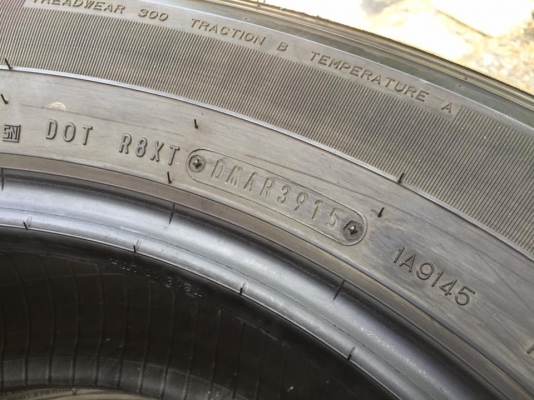 TREADWEAR 300 TRACTION B TEMPERATURE A
DOT R8XT DMAR3915
1A9145